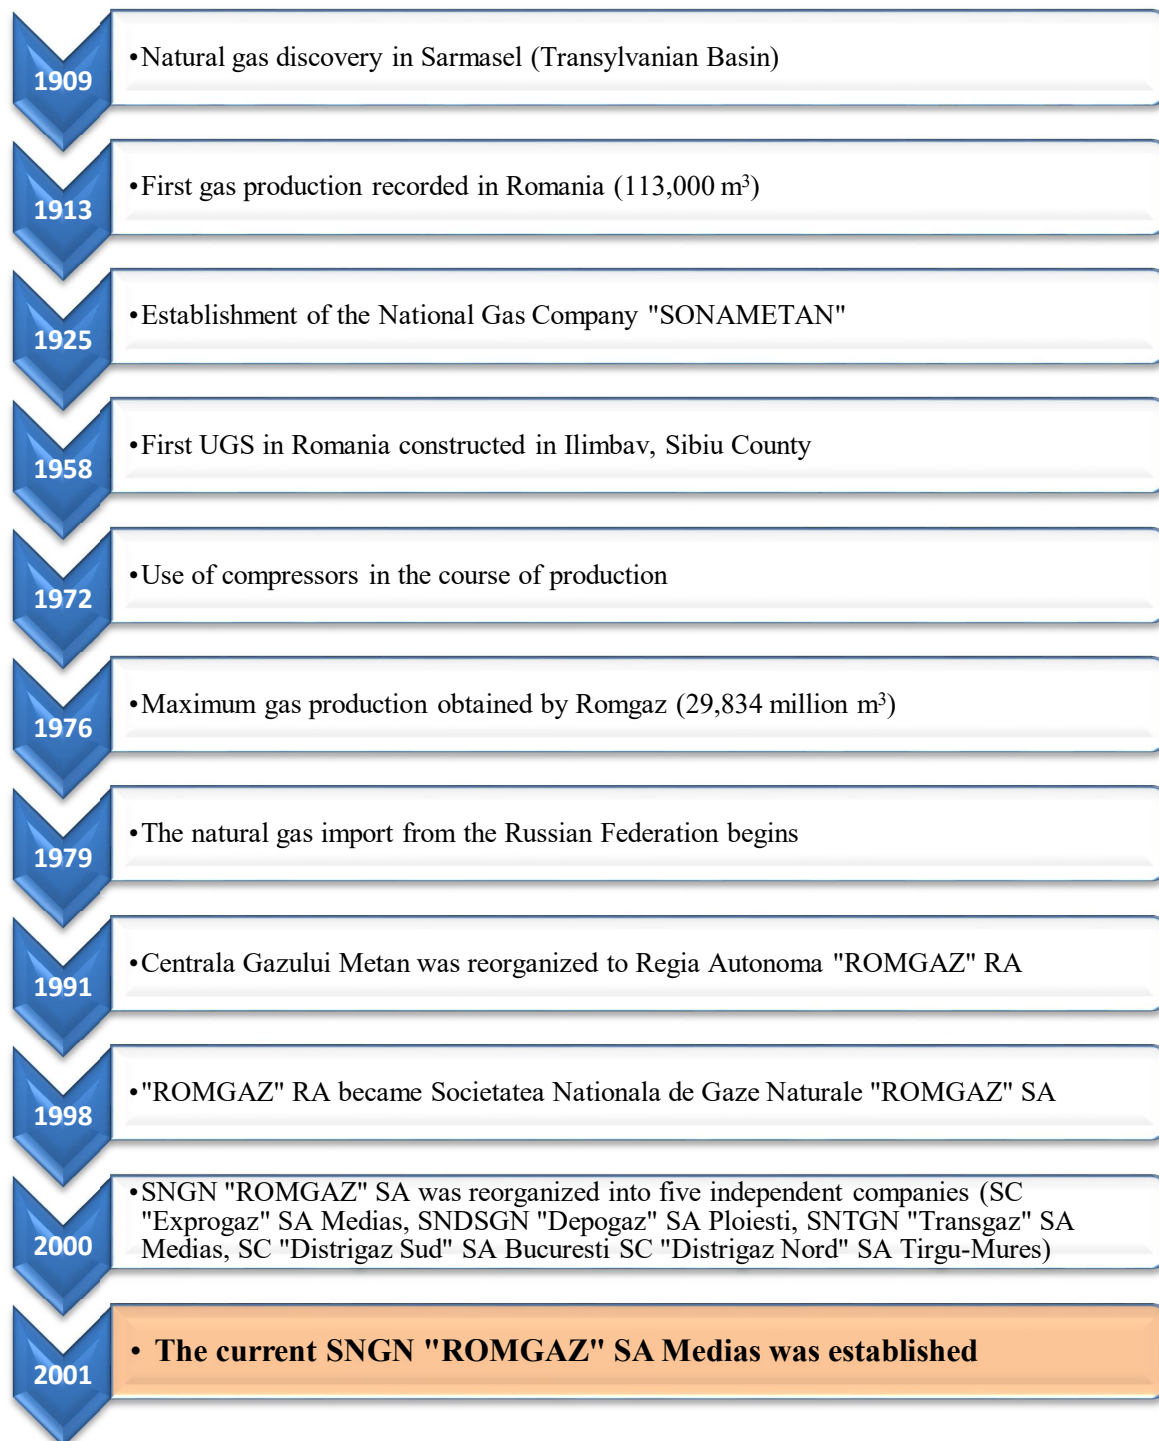 1909
•Natural gas discovery in Sarmasel (Transylvanian Basin)
1913
•First gas production recorded in Romania (113,000 m³)
1925
•Establishment of the National Gas Company "SONAMETAN"
1958
•First UGS in Romania constructed in Ilimbav, Sibiu County
1972
•Use of compressors in the course of production
1976
•Maximum gas production obtained by Romgaz (29,834 million m³)
1979
•The natural gas import from the Russian Federation begins
1991
•Centrala Gazului Metan was reorganized to Regia Autonoma "ROMGAZ" RA
1998
•"ROMGAZ" RA became Societatea Nationala de Gaze Naturale "ROMGAZ" SA
2000
•SNGN "ROMGAZ" SA was reorganized into five independent companies (SC
"Exprogaz" SA Medias, SNDSGN "Depogaz" SA Ploiesti, SNTGN "Transgaz" SA
Medias, SC "Distrigaz Sud" SA Bucuresti SC "Distrigaz Nord" SA Tirgu-Mures)
2001
• The current SNGN "ROMGAZ" SA Medias was established